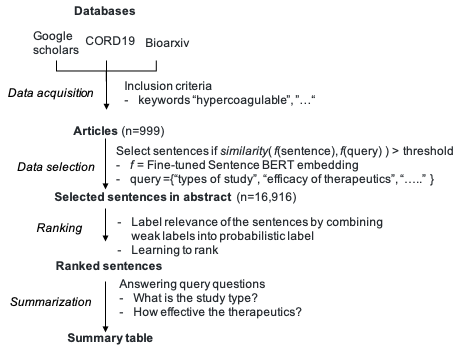 Databases
Google scholars
CORD19
Bioarxiv
Data acquisition
Inclusion criteria
- keywords "hypercoagulable", "…"
Articles (n=999)
Data selection
Select sentences if similarity( f(sentence), f(query) ) > threshold
- f = Fine-tuned Sentence BERT embedding
- query ={"types of study", "efficacy of therapeutics", "….." }
Selected sentences in abstract (n=16,916)
Ranking
- Label relevance of the sentences by combining
weak labels into probabilistic label
- Learning to rank
Ranked sentences
Summarization
Answering query questions
- What is the study type?
- How effective the therapeutics?
Summary table